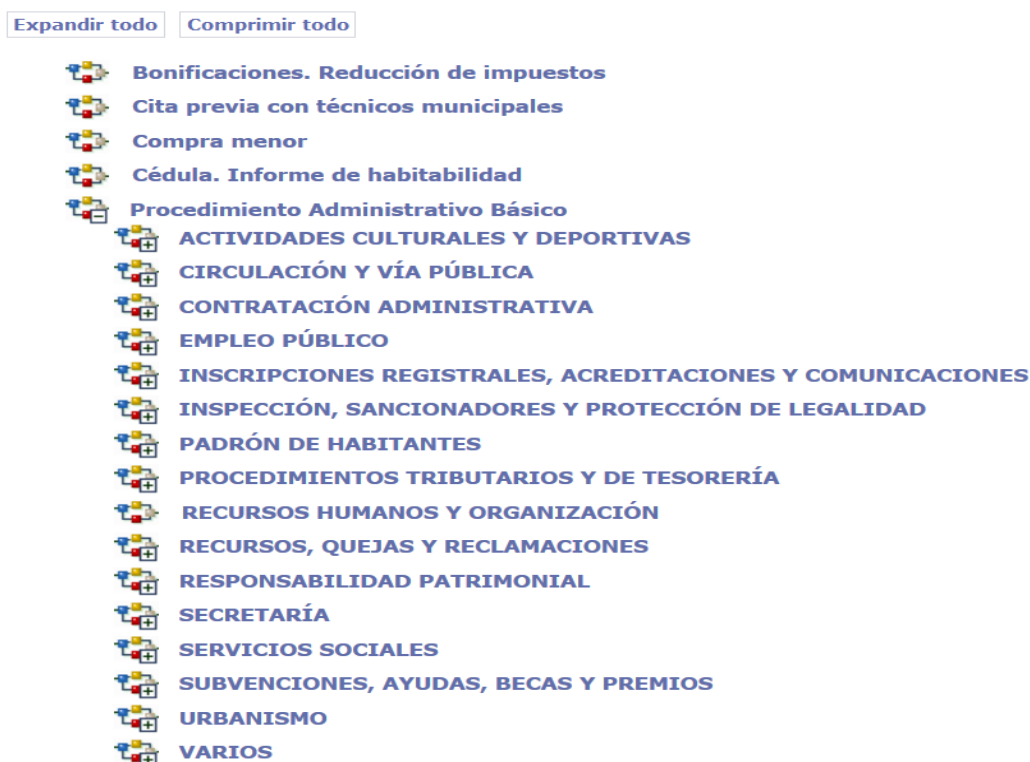 Expandir todo Comprimir todo
Bonificaciones. Reducción de impuestos
Cita previa con técnicos municipales
Compra menor
Cédula. Informe de habitabilidad
Procedimiento Administrativo Básico
ACTIVIDADES CULTURALES Y DEPORTIVAS
CIRCULACIÓN Y VÍA PÚBLICA
CONTRATACIÓN ADMINISTRATIVA
EMPLEO PÚBLICO
INSCRIPCIONES REGISTRALES, ACREDITACIONES Y COMUNICACIONES
INSPECCIÓN, SANCIONADORES Y PROTECCIÓN DE LEGALIDAD
PADRÓN DE HABITANTES
PROCEDIMIENTOS TRIBUTARIOS Y DE TESORERÍA
RECURSOS HUMANOS Y ORGANIZACIÓN
RECURSOS, QUEJAS Y RECLAMACIONES
RESPONSABILIDAD PATRIMONIAL
SECRETARÍA
SERVICIOS SOCIALES
SUBVENCIONES, AYUDAS, BECAS Y PREMIOS
URBANISMO
VARIOS